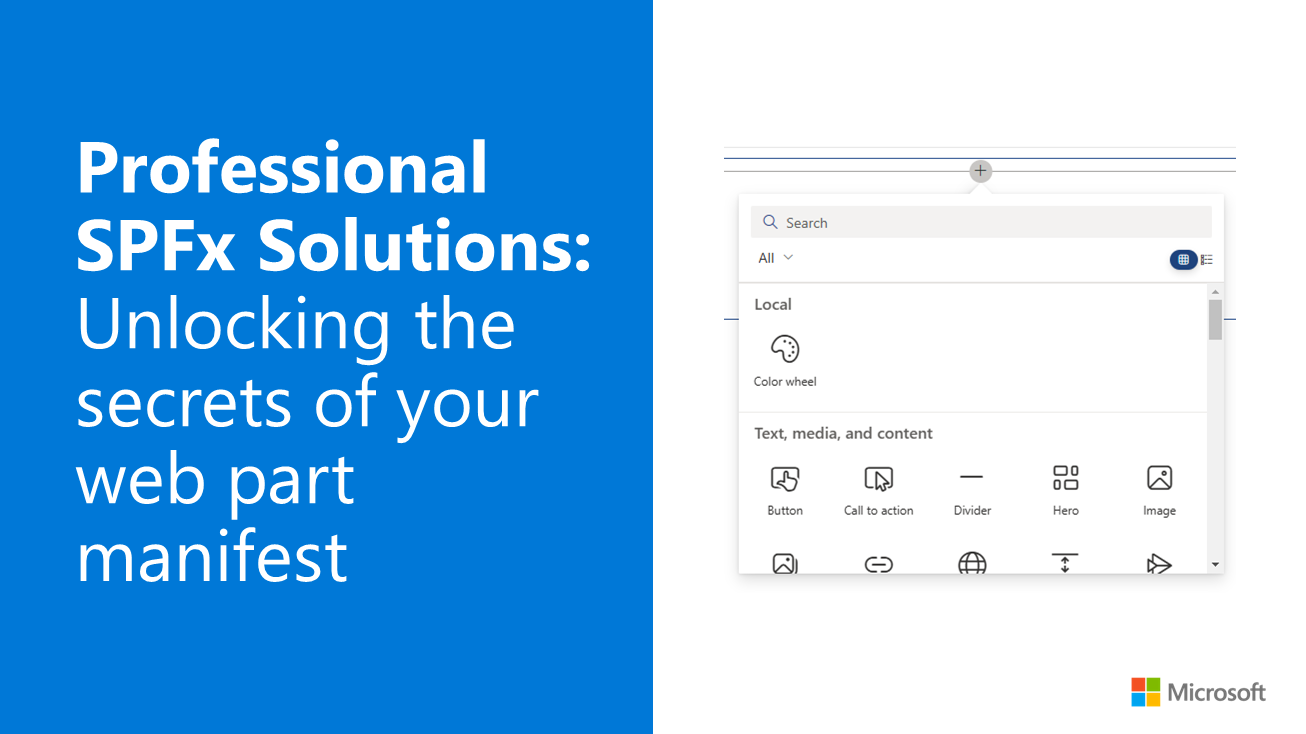 Professional
SPFx Solutions:
Unlocking the
secrets of your
web part
manifest
Search
All
Local
Color wheel
Text, media, and content
Button Call to action Divider Hero Image
Microsoft